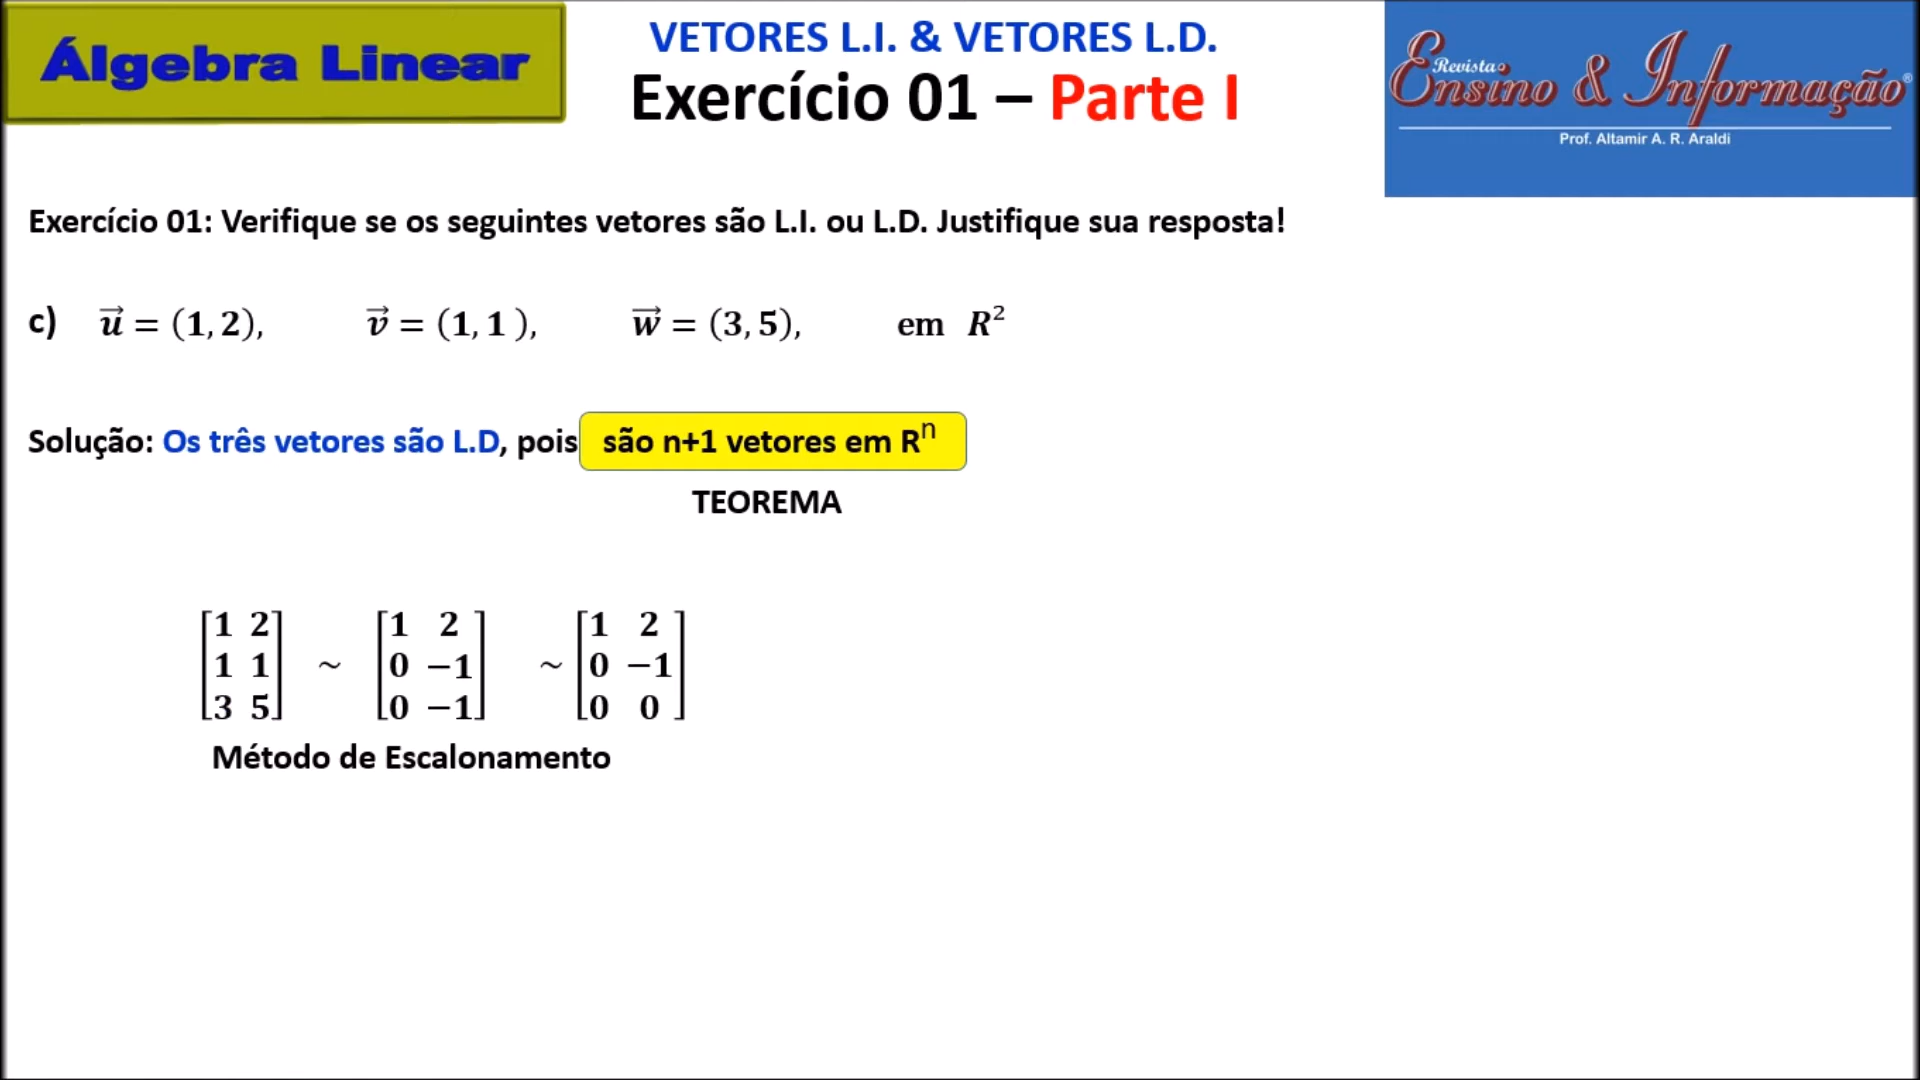 Álgebra Linear
VETORES L.I. & VETORES L.D.
Exercício 01 – Parte I
Revista
Ensino & Informação®
Prof. Altamir A. R. Araldi
Exercício 01: Verifique se os seguintes vetores são L.I. ou L.D. Justifique sua resposta!
c) u⃗ = (1, 2), v⃗ = (1, 1 ), w⃗ = (3, 5), em R²
Solução: Os três vetores são L.D, pois são n+1 vetores em Rⁿ
TEOREMA
[1 2] [1 2] [1 2]
[1 1] ~ [0 −1] ~ [0 −1]
[3 5] [0 −1] [0 0]
Método de Escalonamento